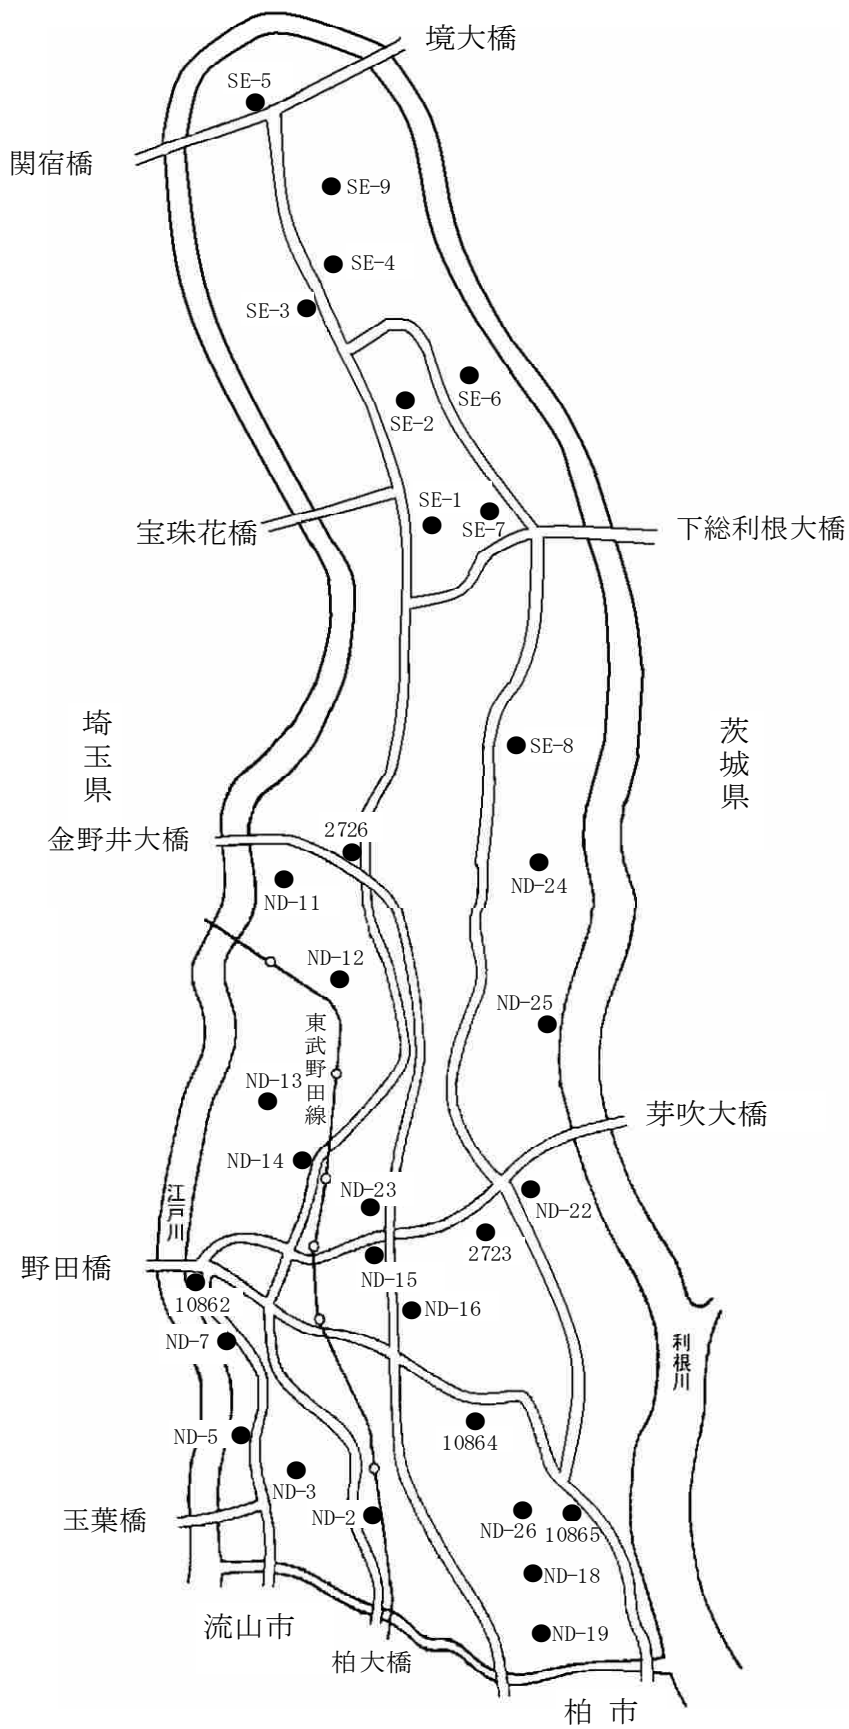 境大橋
SE-5
関宿橋
SE-9
SE-4
SE-3
SE-6
SE-2
SE-1
SE-7
宝珠花橋
下総利根大橋
埼玉県
茨城県
SE-8
2726
金野井大橋
ND-24
ND-11
ND-12
ND-25
東武野田線
ND-13
芽吹大橋
ND-14
ND-23
ND-22
江戸川
2723
野田橋
ND-15
10862
ND-16
ND-7
利根川
ND-5
10864
ND-3
ND-2
玉葉橋
ND-26
10865
ND-18
流山市
ND-19
柏大橋
柏市